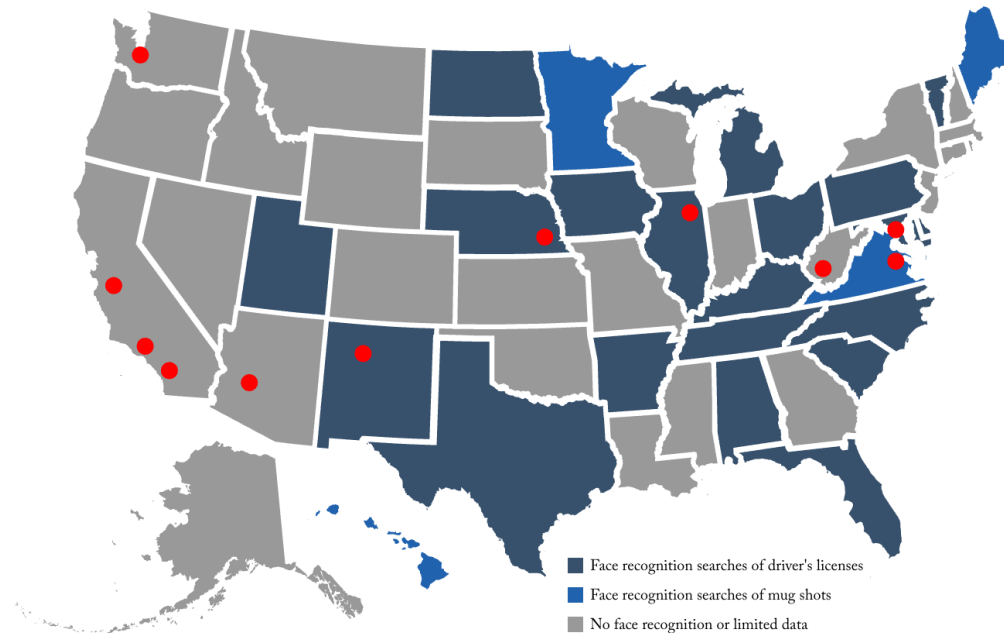 Face recognition searches of driver's licenses
Face recognition searches of mug shots
No face recognition or limited data